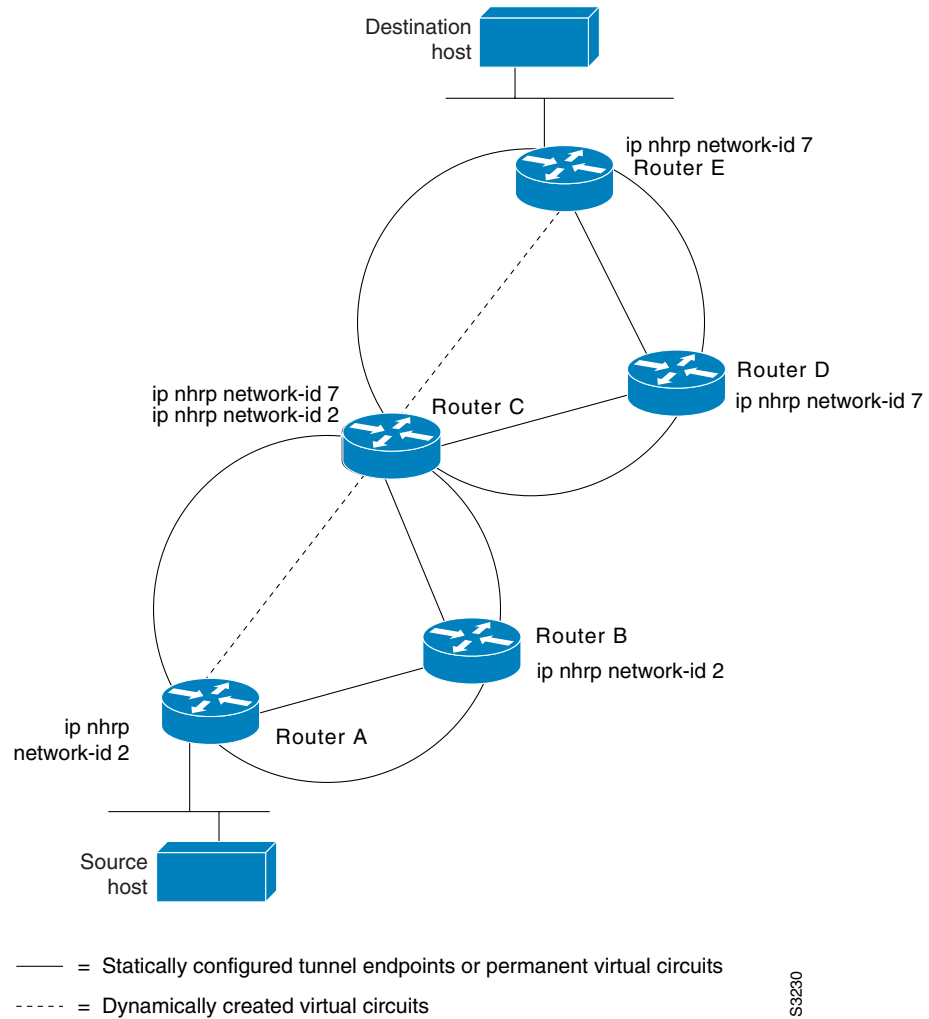 Destination
host
ip nhrp network-id 7
Router E
Router D
ip nhrp network-id 7
ip nhrp network-id 7
ip nhrp network-id 2
Router C
Router B
ip nhrp network-id 2
ip nhrp
network-id 2
Router A
Source
host
= Statically configured tunnel endpoints or permanent virtual circuits
= Dynamically created virtual circuits
S3230